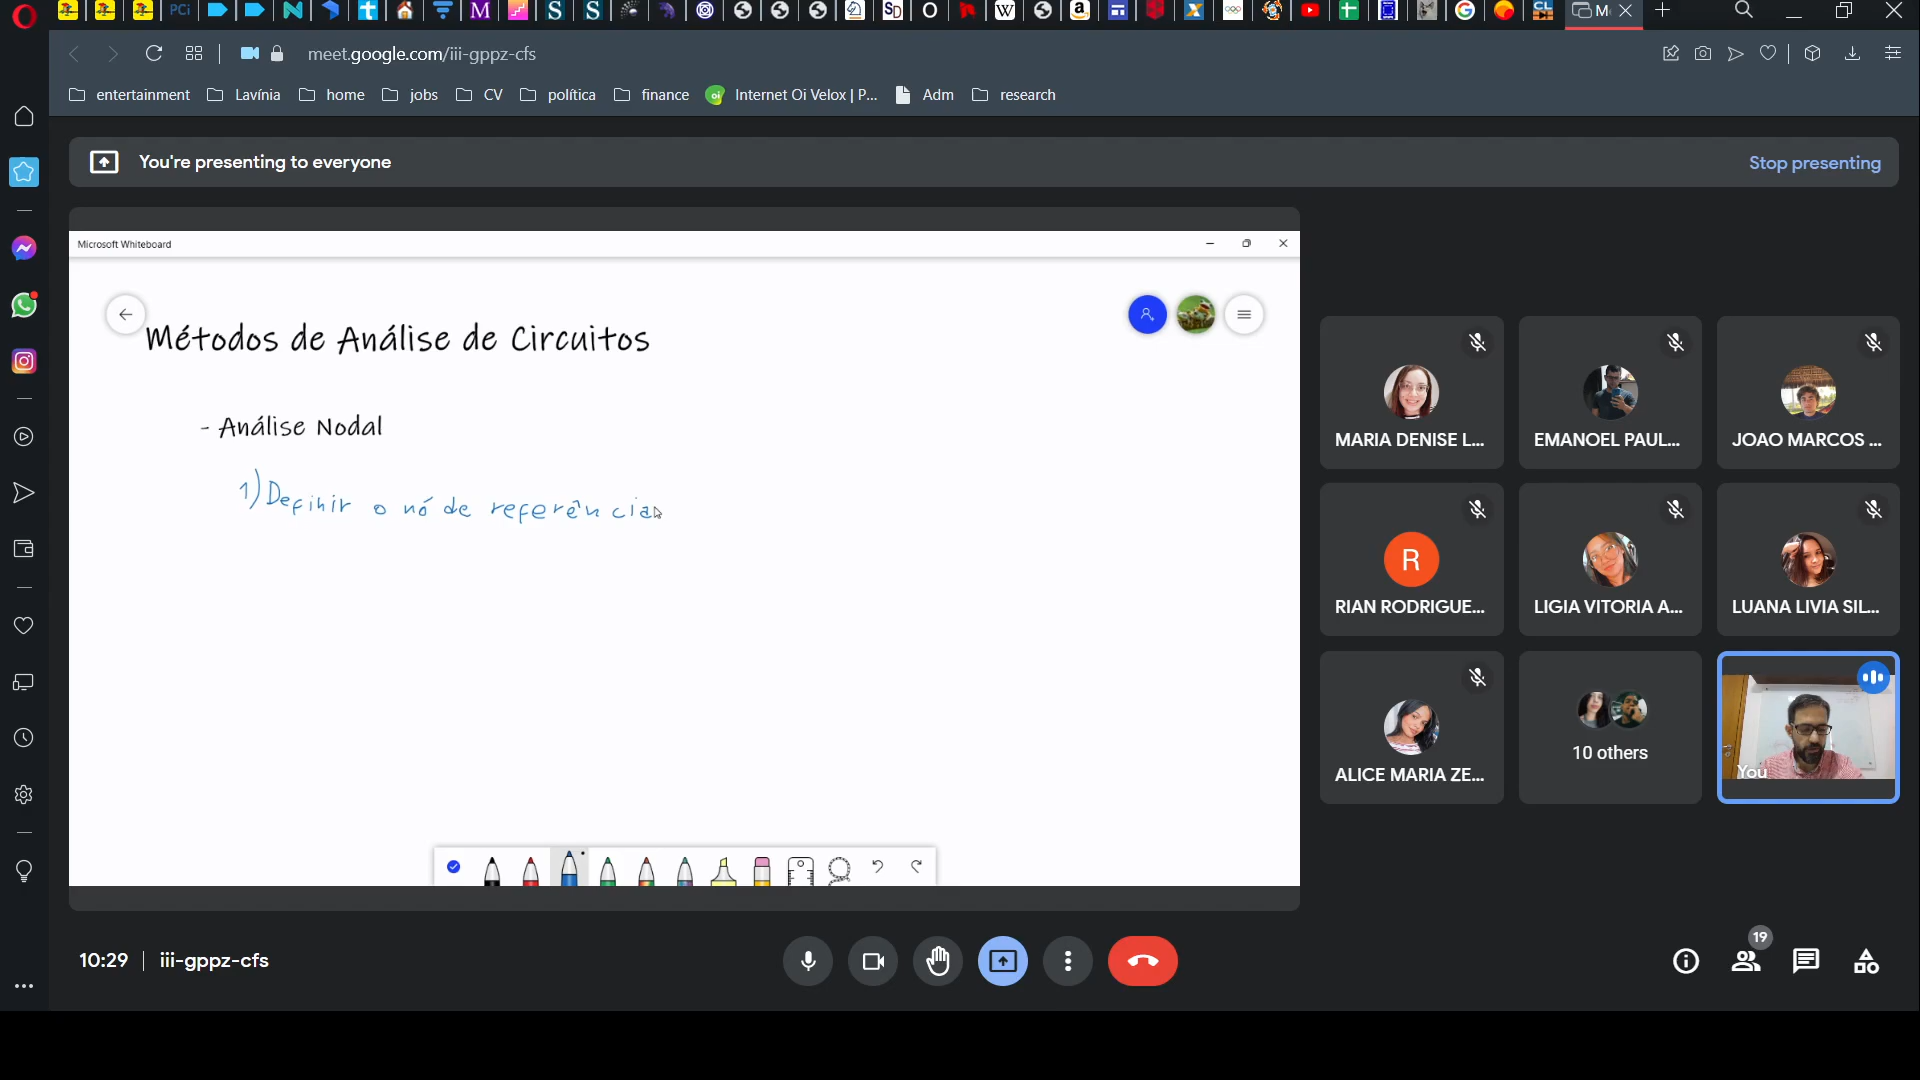 M
meet.google.com/iii-gppz-cfs
entertainment Lavínia home jobs CV política finance Internet Oi Velox | P... Adm research
You're presenting to everyone
Stop presenting
Microsoft Whiteboard
Métodos de Análise de Circuitos
- Análise Nodal
1) Definir o nó de referência
MARIA DENISE L...
EMANOEL PAUL...
JOAO MARCOS ...
R
RIAN RODRIGUE...
LIGIA VITORIA A...
LUANA LIVIA SIL...
ALICE MARIA ZE...
10 others
You
10:29 | iii-gppz-cfs
19